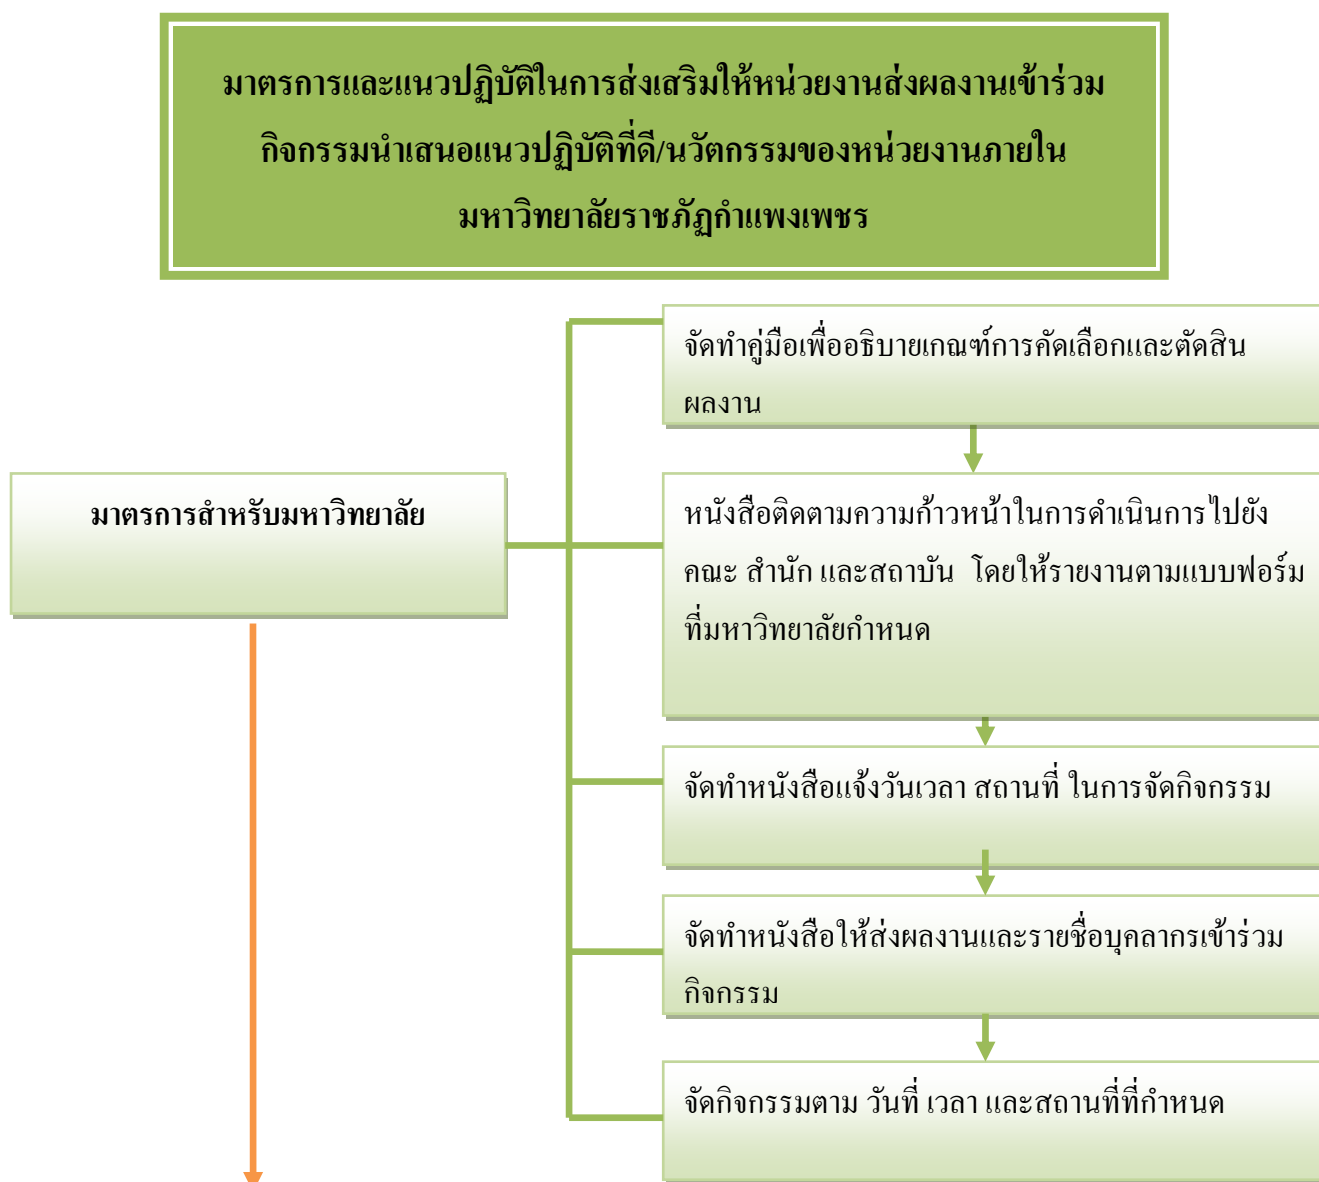 มาตรการและแนวปฏิบัติในการส่งเสริมให้หน่วยงานส่งผลงานเข้าร่วม
กิจกรรมนำเสนอแนวปฏิบัติที่ดี/นวัตกรรมของหน่วยงานภายใน
มหาวิทยาลัยราชภัฏกำแพงเพชร
จัดทำคู่มือเพื่ออธิบายเกณฑ์การคัดเลือกและตัดสิน
ผลงาน
มาตรการสำหรับมหาวิทยาลัย
หนังสือติดตามความก้าวหน้าในการดำเนินการไปยัง
คณะ สำนัก และสถาบัน โดยให้รายงานตามแบบฟอร์ม
ที่มหาวิทยาลัยกำหนด
จัดทำหนังสือแจ้งวันเวลา สถานที่ ในการจัดกิจกรรม
จัดทำหนังสือให้ส่งผลงานและรายชื่อบุคลากรเข้าร่วม
กิจกรรม
จัดกิจกรรมตาม วันที่ เวลา และสถานที่ที่กำหนด